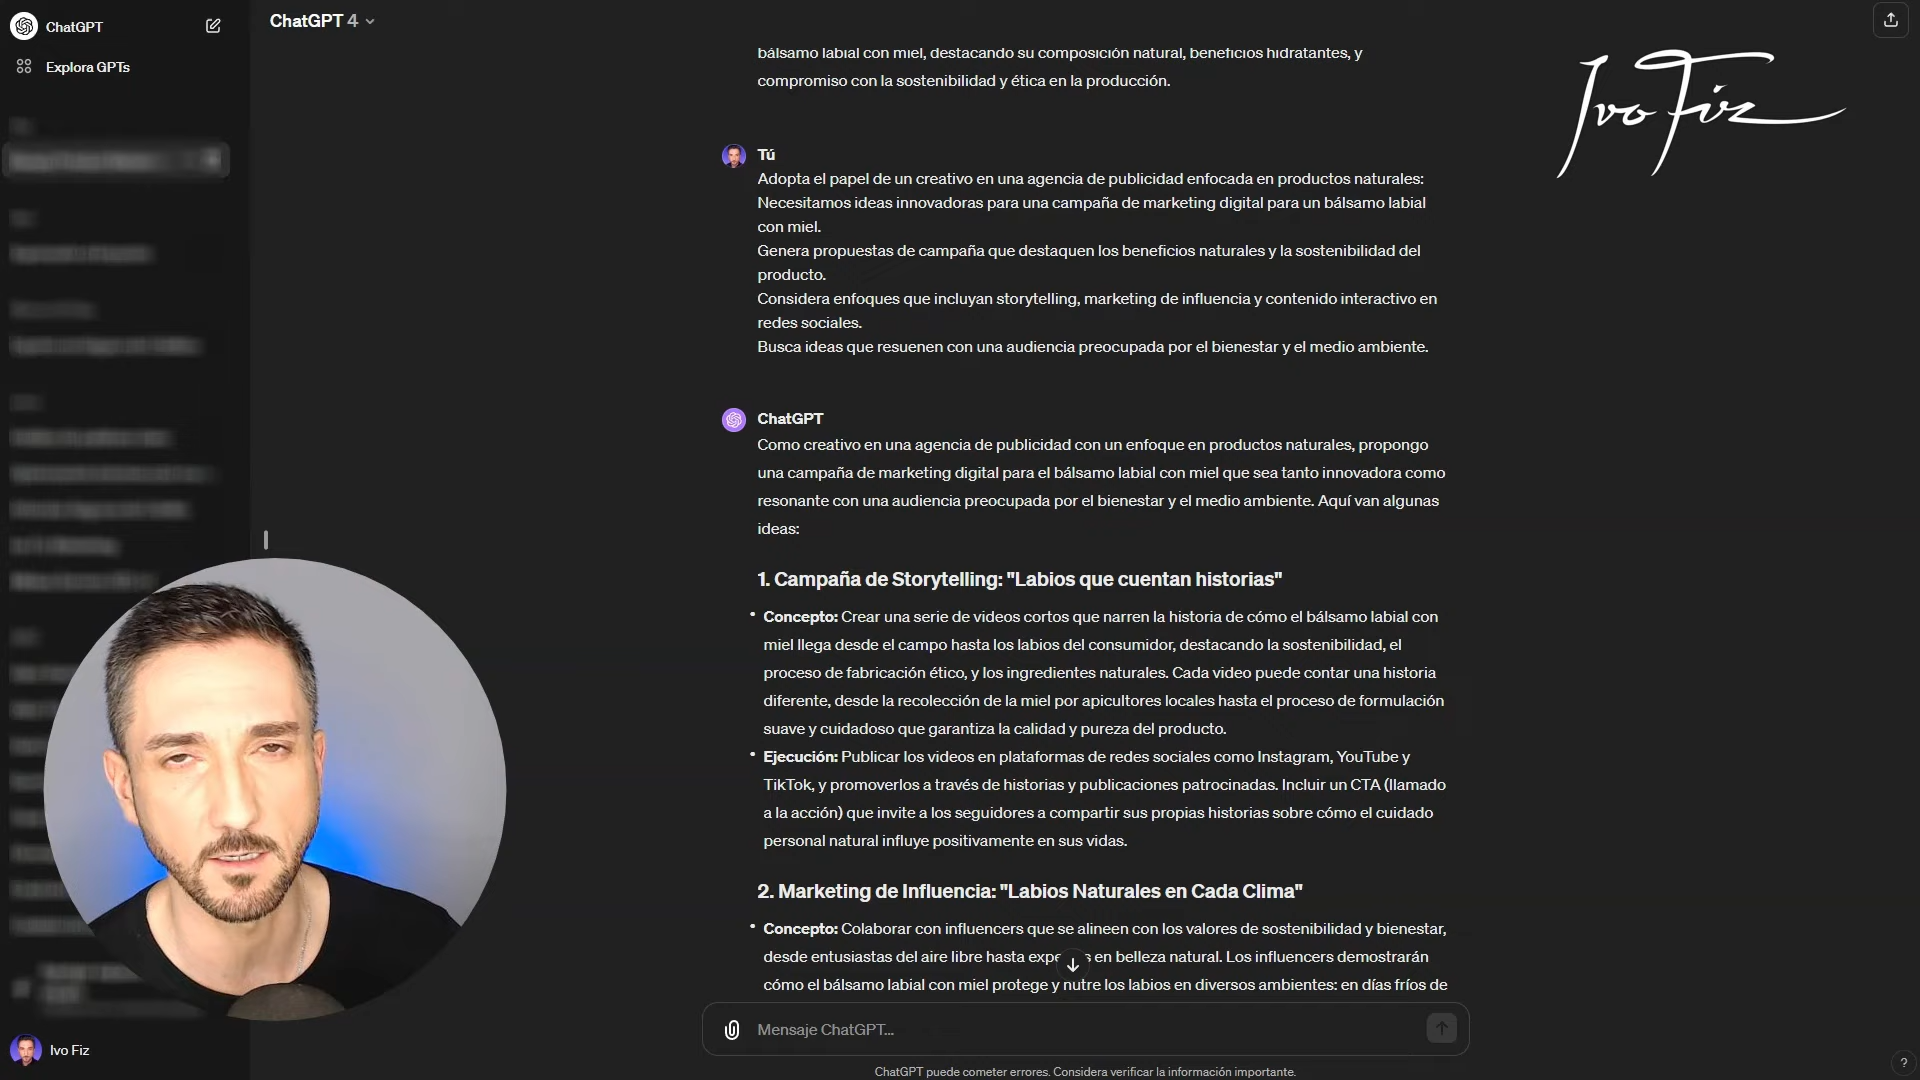 ChatGPT
Explora GPTs
ChatGPT 4
Ivo Fiz
bálsamo labial con miel, destacando su composición natural, beneficios hidratantes, y
compromiso con la sostenibilidad y ética en la producción.
Tú
Adopta el papel de un creativo en una agencia de publicidad enfocada en productos naturales:
Necesitamos ideas innovadoras para una campaña de marketing digital para un bálsamo labial
con miel.
Genera propuestas de campaña que destaquen los beneficios naturales y la sostenibilidad del
producto.
Considera enfoques que incluyan storytelling, marketing de influencia y contenido interactivo en
redes sociales.
Busca ideas que resuenen con una audiencia preocupada por el bienestar y el medio ambiente.
ChatGPT
Como creativo en una agencia de publicidad con un enfoque en productos naturales, propongo
una campaña de marketing digital para el bálsamo labial con miel que sea tanto innovadora como
resonante con una audiencia preocupada por el bienestar y el medio ambiente. Aquí van algunas
ideas:
1. Campaña de Storytelling: "Labios que cuentan historias"
• Concepto: Crear una serie de videos cortos que narren la historia de cómo el bálsamo labial con
miel llega desde el campo hasta los labios del consumidor, destacando la sostenibilidad, el
proceso de fabricación ético, y los ingredientes naturales. Cada video puede contar una historia
diferente, desde la recolección de la miel por apicultores locales hasta el proceso de formulación
suave y cuidadoso que garantiza la calidad y pureza del producto.
• Ejecución: Publicar los videos en plataformas de redes sociales como Instagram, YouTube y
TikTok, y promoverlos a través de historias y publicaciones patrocinadas. Incluir un CTA (llamado
a la acción) que invite a los seguidores a compartir sus propias historias sobre cómo el cuidado
personal natural influye positivamente en sus vidas.
2. Marketing de Influencia: "Labios Naturales en Cada Clima"
• Concepto: Colaborar con influencers que se alineen con los valores de sostenibilidad y bienestar,
desde entusiastas del aire libre hasta en belleza natural. Los influencers demostrarán
cómo el bálsamo labial con miel protege y nutre los labios en diversos ambientes: en días fríos de
Mensaje ChatGPT...
Ivo Fiz
ChatGPT puede cometer errores. Considera verificar la información importante.
?